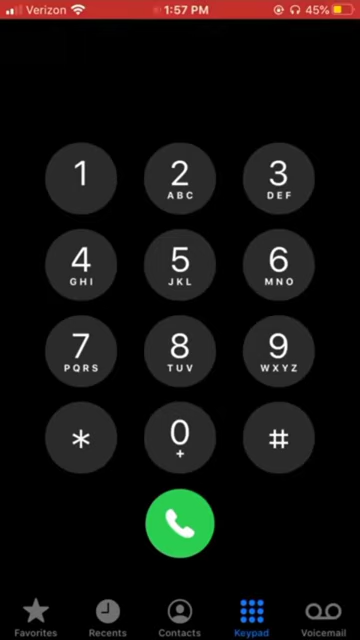 Verizon 1:57 PM 45%
1 2 3
ABC DEF
4 5 6
GHI JKL MNO
7 8 9
PQRS TUV WXYZ
* 0 #
+
Favorites Recents Contacts Keypad Voicemail